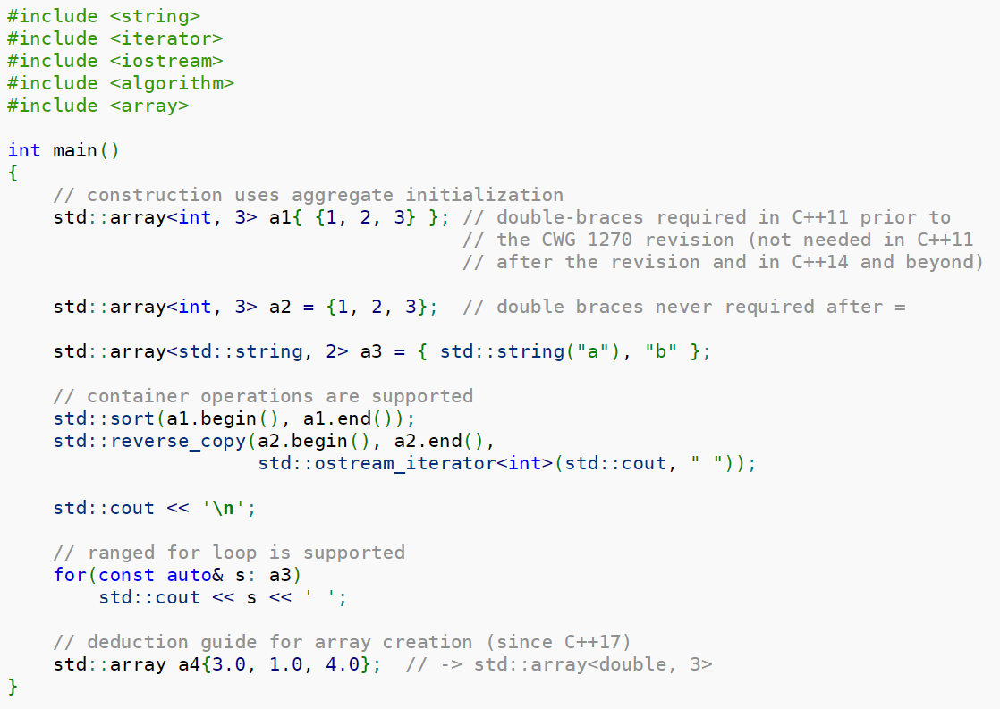 #include <string>
#include <iterator>
#include <iostream>
#include <algorithm>
#include <array>

int main()
{
    // construction uses aggregate initialization
    std::array<int, 3> a1{ {1, 2, 3} }; // double-braces required in C++11 prior to
                                        // the CWG 1270 revision (not needed in C++11
                                        // after the revision and in C++14 and beyond)

    std::array<int, 3> a2 = {1, 2, 3};  // double braces never required after =

    std::array<std::string, 2> a3 = { std::string("a"), "b" };

    // container operations are supported
    std::sort(a1.begin(), a1.end());
    std::reverse_copy(a2.begin(), a2.end(),
                      std::ostream_iterator<int>(std::cout, " "));

    std::cout << '\n';

    // ranged for loop is supported
    for(const auto& s: a3)
        std::cout << s << ' ';

    // deduction guide for array creation (since C++17)
    std::array a4{3.0, 1.0, 4.0};  // -> std::array<double, 3>
}